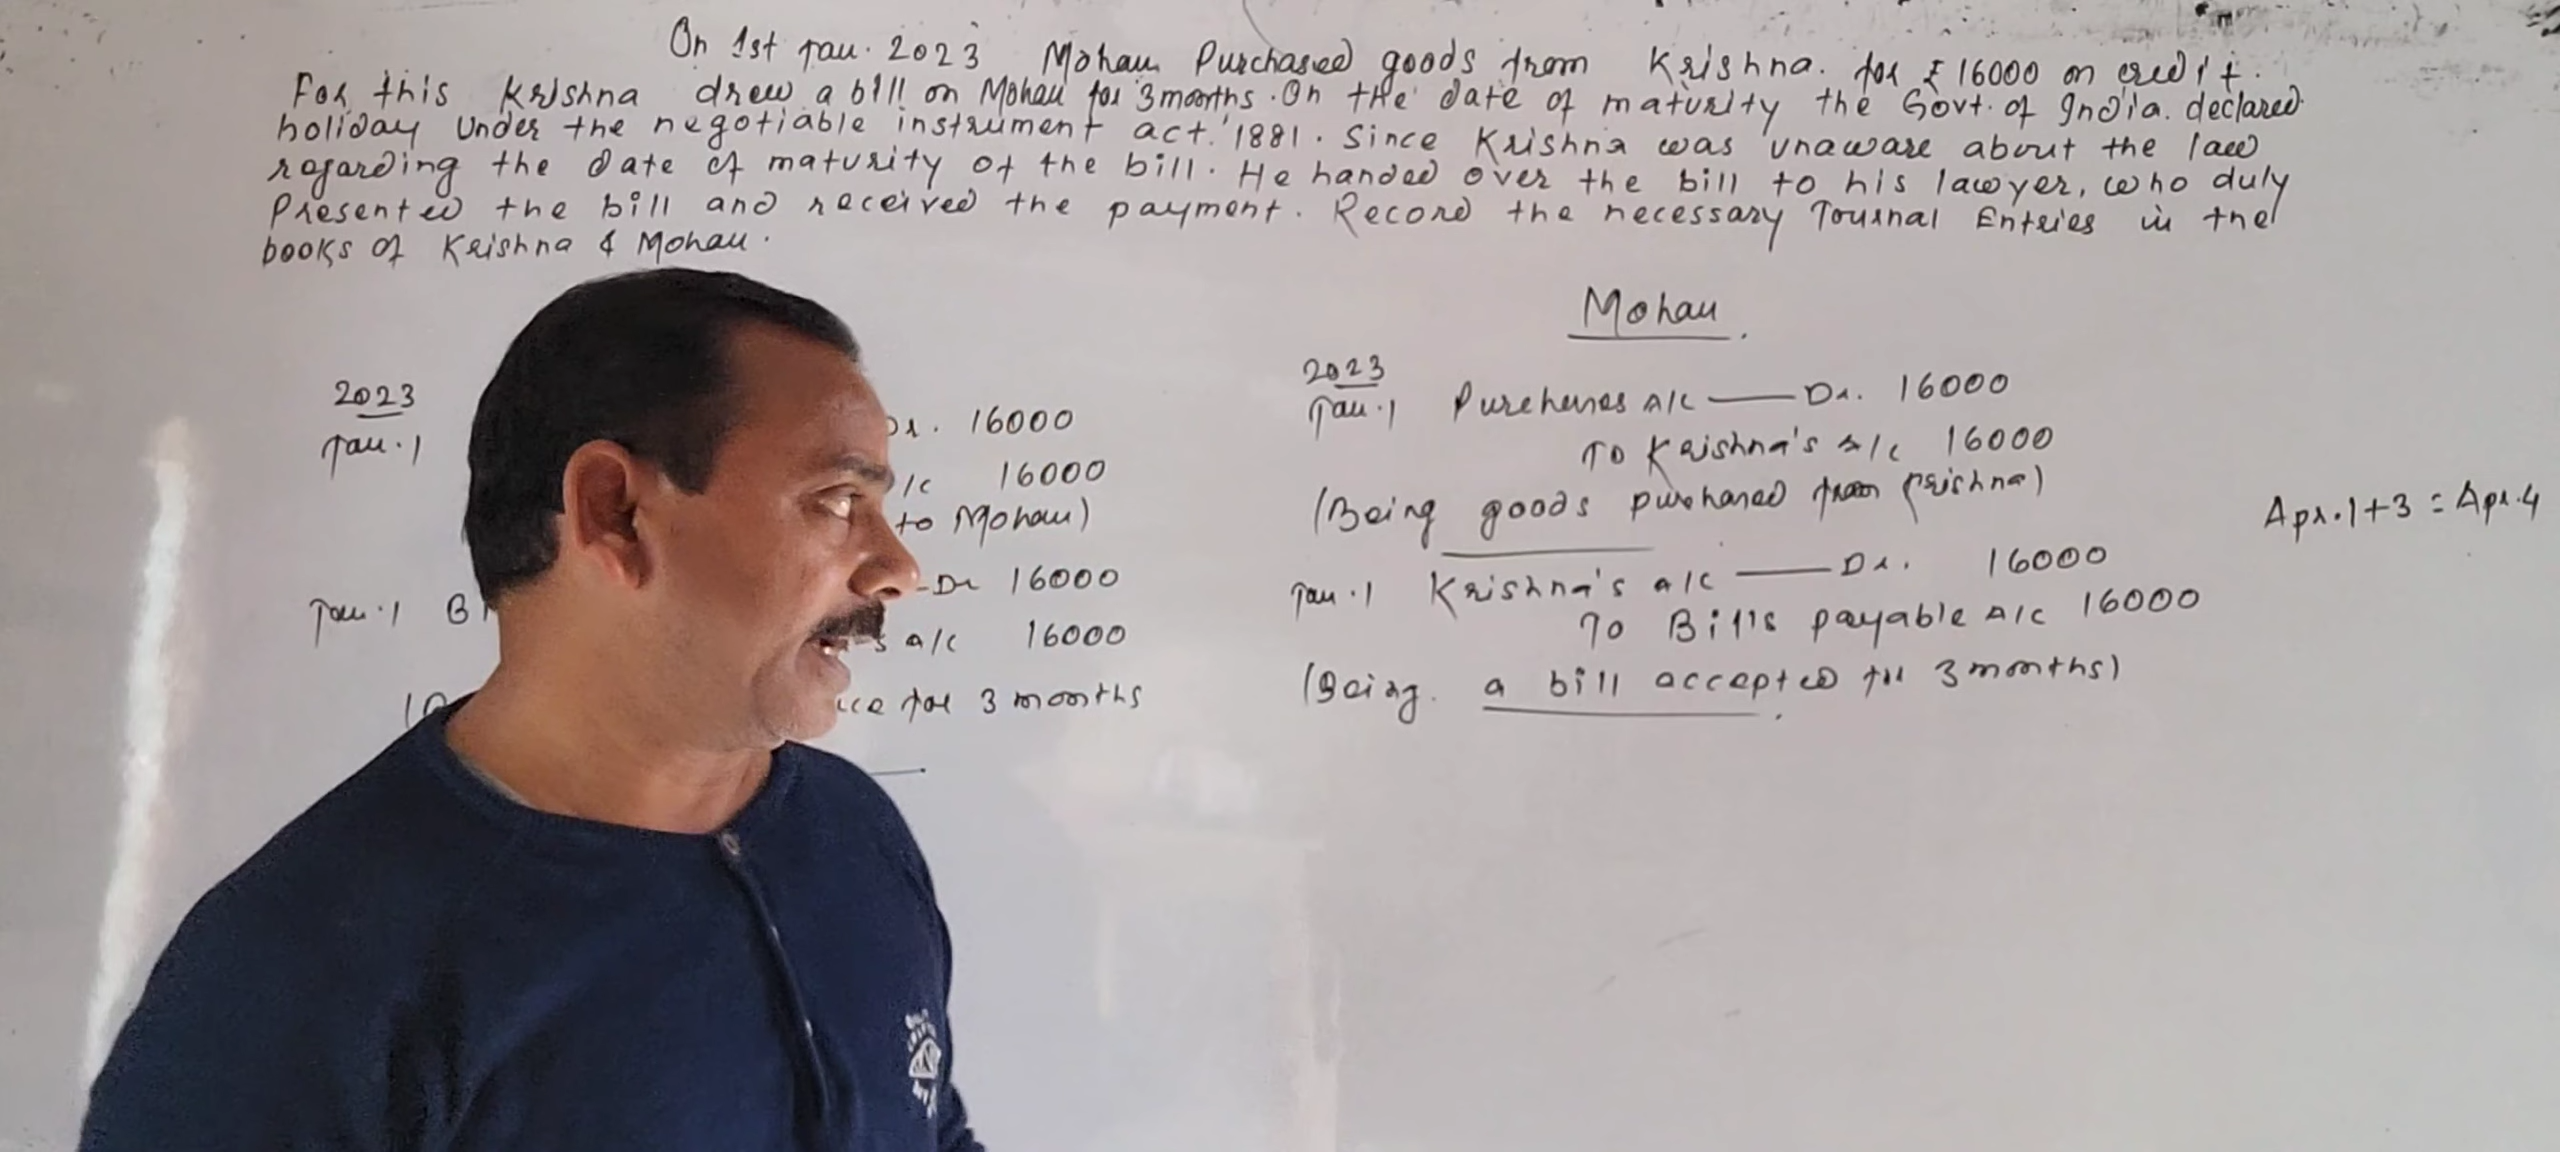 On 1st Jan. 2023 Mohan Purchased goods from Krishna. for ₹ 16000 on credit.
For this Krishna drew a bill on Mohan for 3 months. On the date of maturity the Govt. of India. declared
holiday under the negotiable instrument act. 1881. Since Krishna was unaware about the law
regarding the date of maturity of the bill. He handed over the bill to his lawyer, who duly
Presented the bill and received the payment. Record the necessary Journal Entries in the
books of Krishna & Mohan.
2023
Jan. 1 Dr. 16000
/c 16000
to Mohan)
Jan. 1 B Dr 16000
s a/c 16000
for 3 months
Mohan
2023
Jan. 1 Purchases A/c — Dr. 16000
To Krishna's a/c 16000
(Being goods purchased from Krishna)
Jan. 1 Krishna's a/c — Dr. 16000
To Bills payable A/c 16000
(Being. a bill accepted for 3 months)
Apr. 1 + 3 = Apr. 4